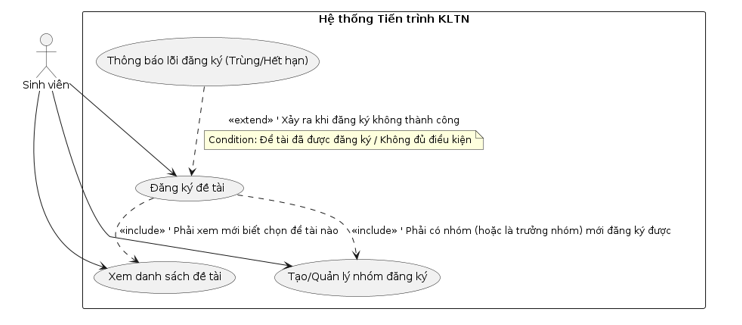 Hệ thống Tiến trình KLTN
Thông báo lỗi đăng ký (Trùng/Hết hạn)
Sinh viên
«extend» ' Xảy ra khi đăng ký không thành công
Condition: Đề tài đã được đăng ký / Không đủ điều kiện
Đăng ký đề tài
«include» ' Phải xem mới biết chọn đề tài nào
«include» ' Phải có nhóm (hoặc là trưởng nhóm) mới đăng ký được
Xem danh sách đề tài
Tạo/Quản lý nhóm đăng ký